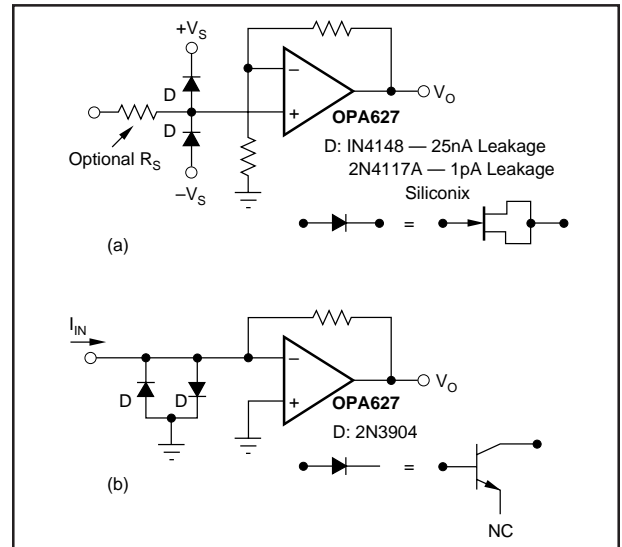 +VS
D
D
Optional RS
–VS
–
+
OPA627
VO
D: IN4148 — 25nA Leakage
2N4117A — 1pA Leakage
Siliconix
=
(a)
IIN
D
D
–
+
OPA627
VO
D: 2N3904
=
NC
(b)